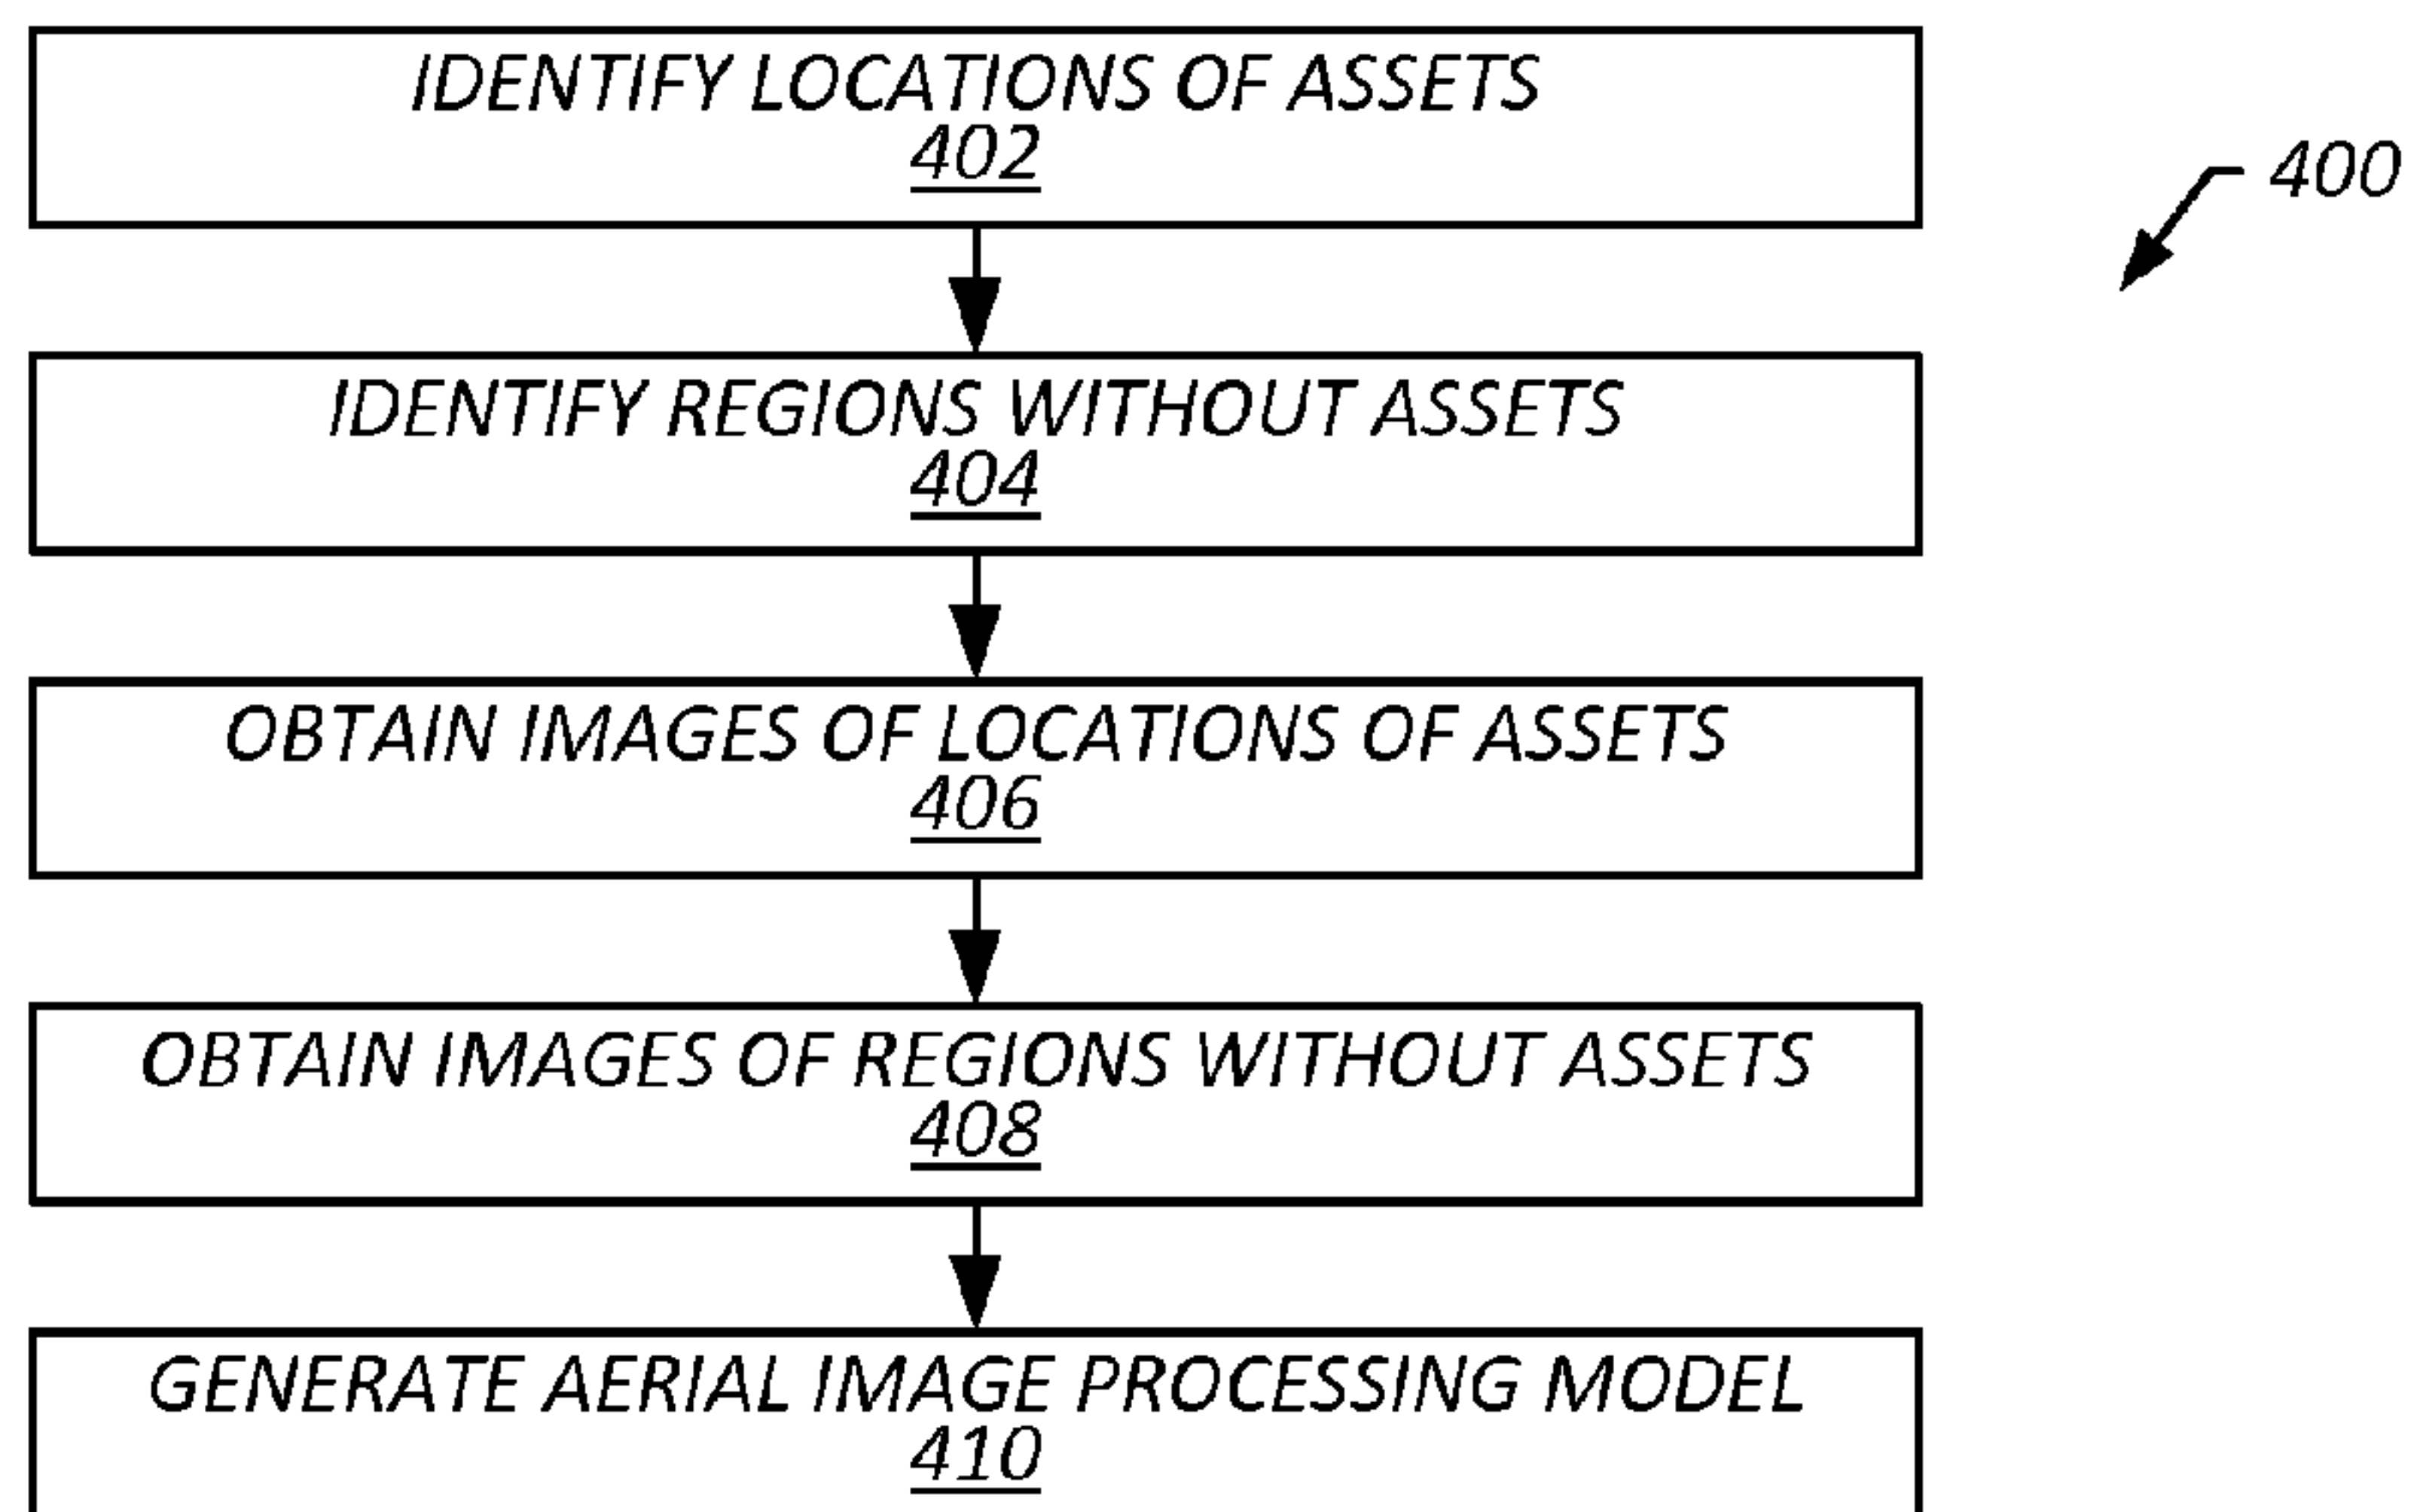 IDENTIFY LOCATIONS OF ASSETS
402
400
IDENTIFY REGIONS WITHOUT ASSETS
404
OBTAIN IMAGES OF LOCATIONS OF ASSETS
406
OBTAIN IMAGES OF REGIONS WITHOUT ASSETS
408
GENERATE AERIAL IMAGE PROCESSING MODEL
410